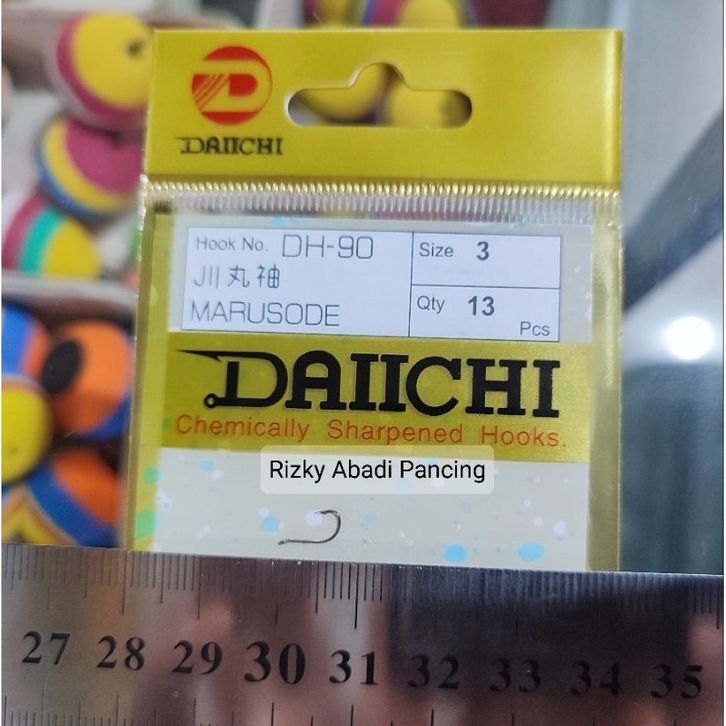 DAIICHI
Hook No. DH-90
川丸袖
MARUSODE
Size 3
Qty 13 Pcs
DAIICHI
Chemically Sharpened Hooks.
Rizky Abadi Pancing
27 28 29 30 31 32 33 34 35